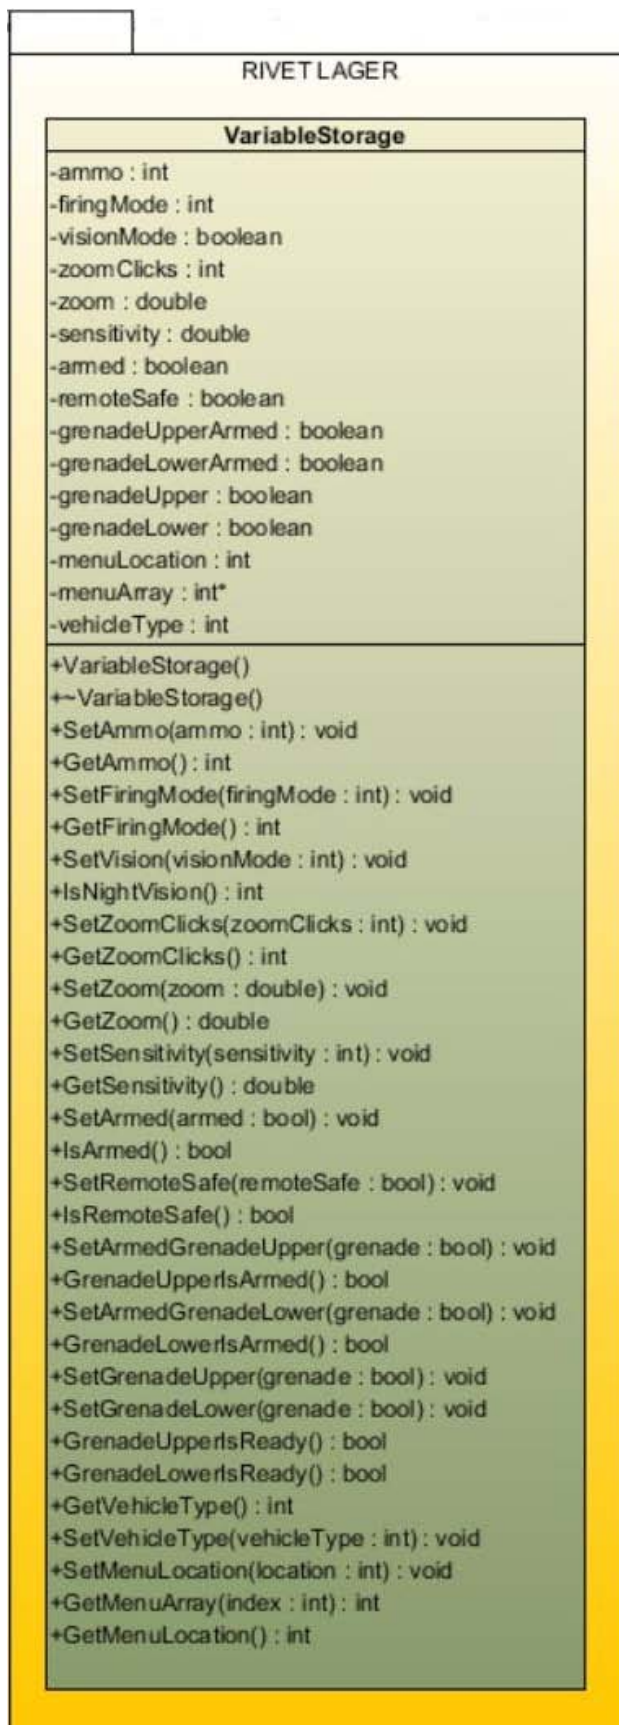 RIVET LAGER
VariableStorage
-ammo : int
-firingMode : int
-visionMode : boolean
-zoomClicks : int
-zoom : double
-sensitivity : double
-armed : boolean
-remoteSafe : boolean
-grenadeUpperArmed : boolean
-grenadeLowerArmed : boolean
-grenadeUpper : boolean
-grenadeLower : boolean
-menuLocation : int
-menuArray : int*
-vehicleType : int
+VariableStorage()
+~VariableStorage()
+SetAmmo(ammo : int) : void
+GetAmmo() : int
+SetFiringMode(firingMode : int) : void
+GetFiringMode() : int
+SetVision(visionMode : int) : void
+IsNightVision() : int
+SetZoomClicks(zoomClicks : int) : void
+GetZoomClicks() : int
+SetZoom(zoom : double) : void
+GetZoom() : double
+SetSensitivity(sensitivity : int) : void
+GetSensitivity() : double
+SetArmed(armed : bool) : void
+IsArmed() : bool
+SetRemoteSafe(remoteSafe : bool) : void
+IsRemoteSafe() : bool
+SetArmedGrenadeUpper(grenade : bool) : void
+GrenadeUpperIsArmed() : bool
+SetArmedGrenadeLower(grenade : bool) : void
+GrenadeLowerIsArmed() : bool
+SetGrenadeUpper(grenade : bool) : void
+SetGrenadeLower(grenade : bool) : void
+GrenadeUpperIsReady() : bool
+GrenadeLowerIsReady() : bool
+GetVehicleType() : int
+SetVehicleType(vehicleType : int) : void
+SetMenuLocation(location : int) : void
+GetMenuArray(index : int) : int
+GetMenuLocation() : int